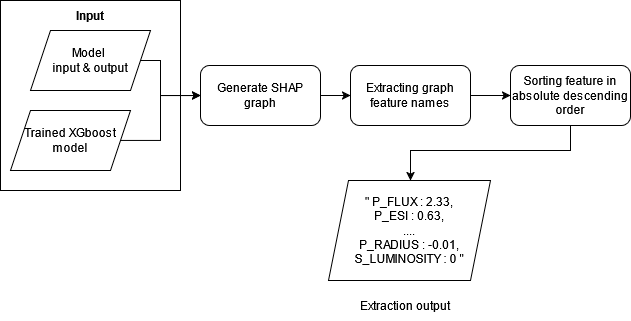 Input
Model
input & output
Trained XGboost
model
Generate SHAP
graph
Extracting graph
feature names
Sorting feature in
absolute descending
order
" P_FLUX : 2.33,
P_ESI : 0.63,
....
P_RADIUS : -0.01,
S_LUMINOSITY : 0 "
Extraction output